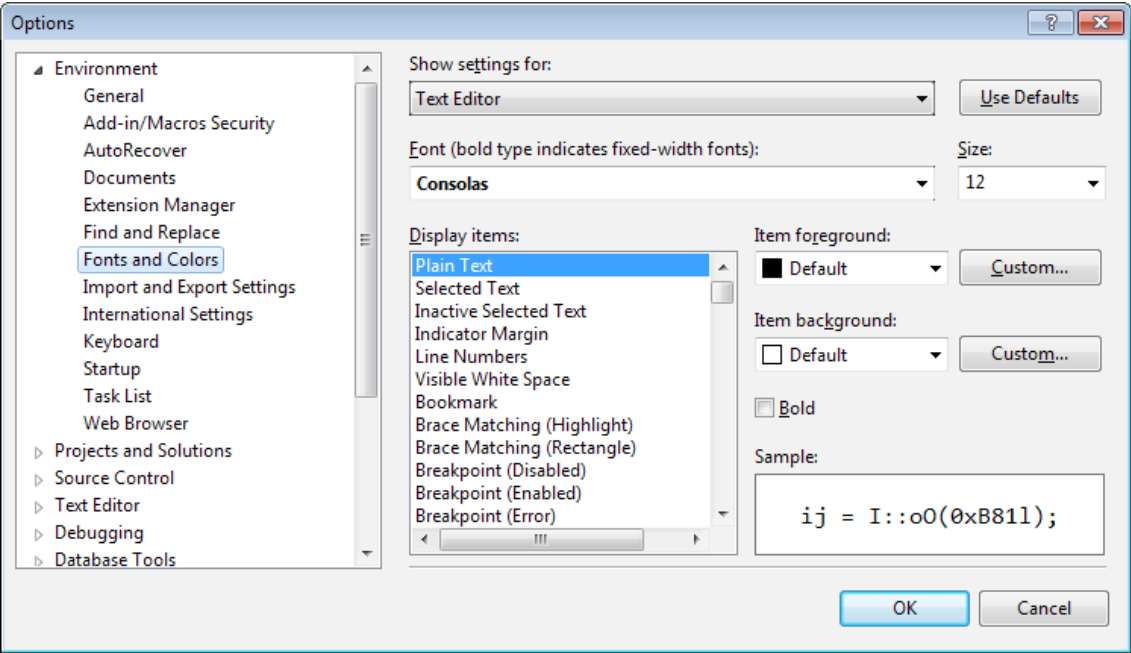 Options
Environment
General
Add-in/Macros Security
AutoRecover
Documents
Extension Manager
Find and Replace
Fonts and Colors
Import and Export Settings
International Settings
Keyboard
Startup
Task List
Web Browser
Projects and Solutions
Source Control
Text Editor
Debugging
Database Tools
Show settings for:
Text Editor
Use Defaults
Font (bold type indicates fixed-width fonts):
Size:
Consolas
12
Display items:
Plain Text
Selected Text
Inactive Selected Text
Indicator Margin
Line Numbers
Visible White Space
Bookmark
Brace Matching (Highlight)
Brace Matching (Rectangle)
Breakpoint (Disabled)
Breakpoint (Enabled)
Breakpoint (Error)
Item foreground:
Default
Custom...
Item background:
Default
Custom...
Bold
Sample:
ij = I::oO(0xB81l);
OK
Cancel